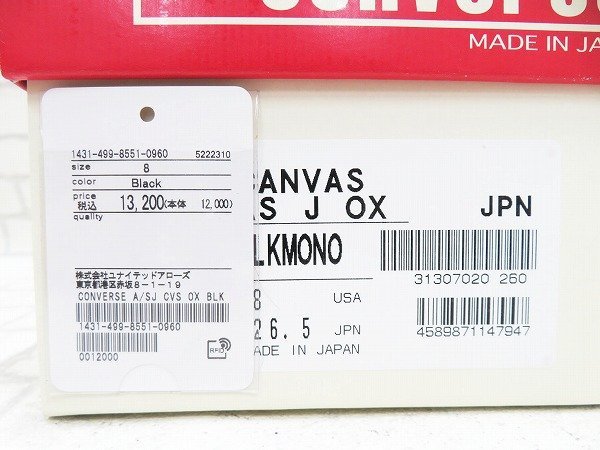 MADE IN JA
1431-499-8551-0960 5222310
size 8
color Black
price 税込 13,200(本体 12,000)
quality
株式会社ユナイテッドアローズ
東京都港区赤坂8-1-19
CONVERSE A/SJ CVS OX BLK
1431-499-8551-0960
0012000
RFID
CANVAS
AS J OX JPN
LKMONO
31307020 260
8 USA
26.5 JPN
ADE IN JAPAN
4589871147947